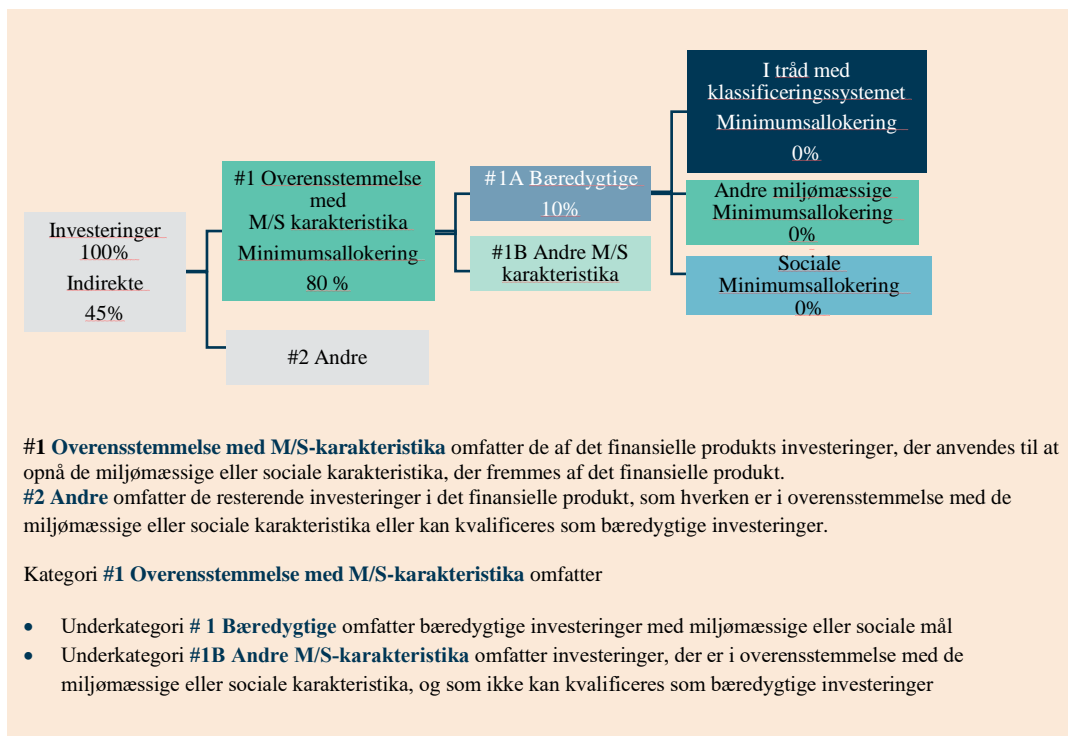 I tråd med
klassificeringssystemet
Minimumsallokering
0%
#1 Overensstemmelse
med
M/S karakteristika
Minimumsallokering
80 %
#1A Bæredygtige
10%
Andre miljømæssige
Minimumsallokering
0%
Investeringer
100%
Indirekte
45%
#1B Andre M/S
karakteristika
Sociale
Minimumsallokering
0%
#2 Andre
#1 Overensstemmelse med M/S-karakteristika omfatter de af det finansielle produkts investeringer, der anvendes til at
opnå de miljømæssige eller sociale karakteristika, der fremmes af det finansielle produkt.
#2 Andre omfatter de resterende investeringer i det finansielle produkt, som hverken er i overensstemmelse med de
miljømæssige eller sociale karakteristika eller kan kvalificeres som bæredygtige investeringer.
Kategori #1 Overensstemmelse med M/S-karakteristika omfatter
• Underkategori # 1 Bæredygtige omfatter bæredygtige investeringer med miljømæssige eller sociale mål
• Underkategori #1B Andre M/S-karakteristika omfatter investeringer, der er i overensstemmelse med de
miljømæssige eller sociale karakteristika, og som ikke kan kvalificeres som bæredygtige investeringer